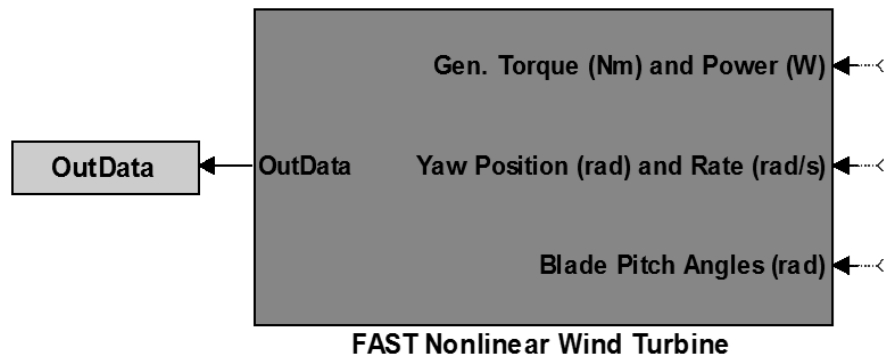 Gen. Torque (Nm) and Power (W)
OutData
OutData
Yaw Position (rad) and Rate (rad/s)
Blade Pitch Angles (rad)
FAST Nonlinear Wind Turbine